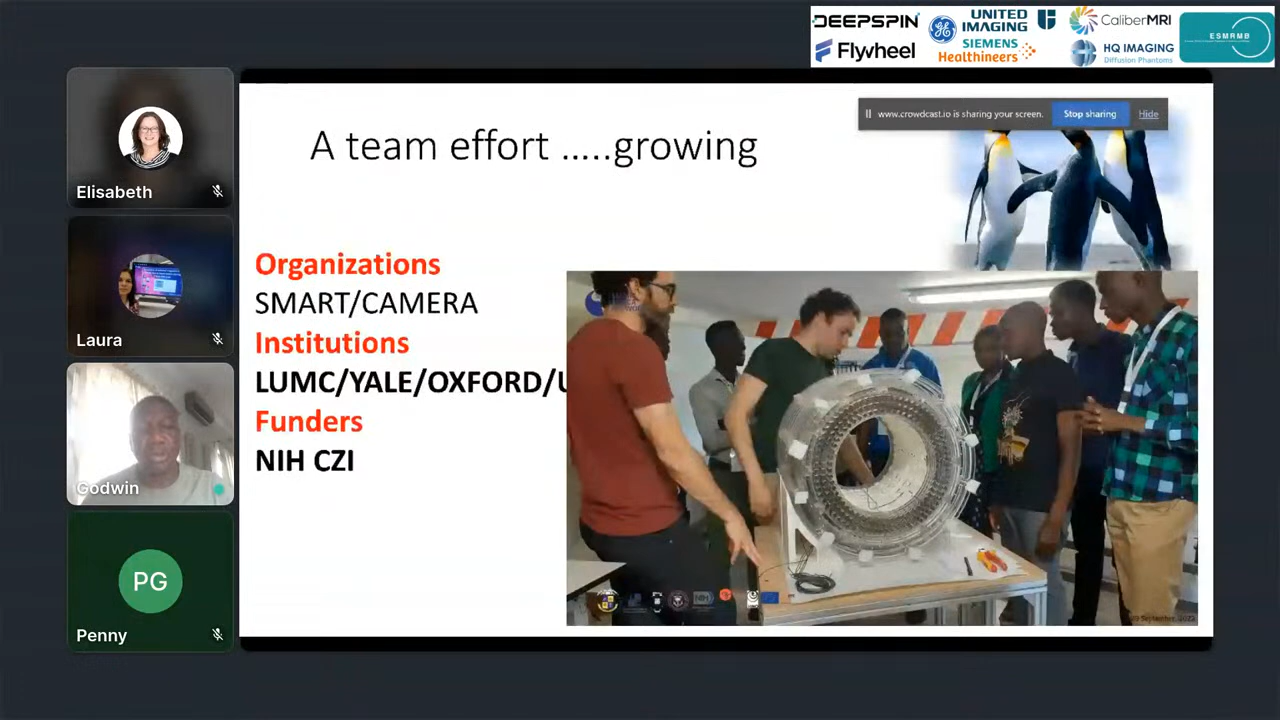 DEEPSPIN
Flywheel
UNITED
IMAGING
SIEMENS
Healthineers
CaliberMRI
HQ IMAGING
Diffusion Phantoms
ESMRMB
www.crowdcast.io is sharing your screen.
Stop sharing
Hide
A team effort .....growing
Organizations
SMART/CAMERA
Institutions
LUMC/YALE/OXFORD/U
Funders
NIH CZI
Elisabeth
Laura
Godwin
PG
Penny